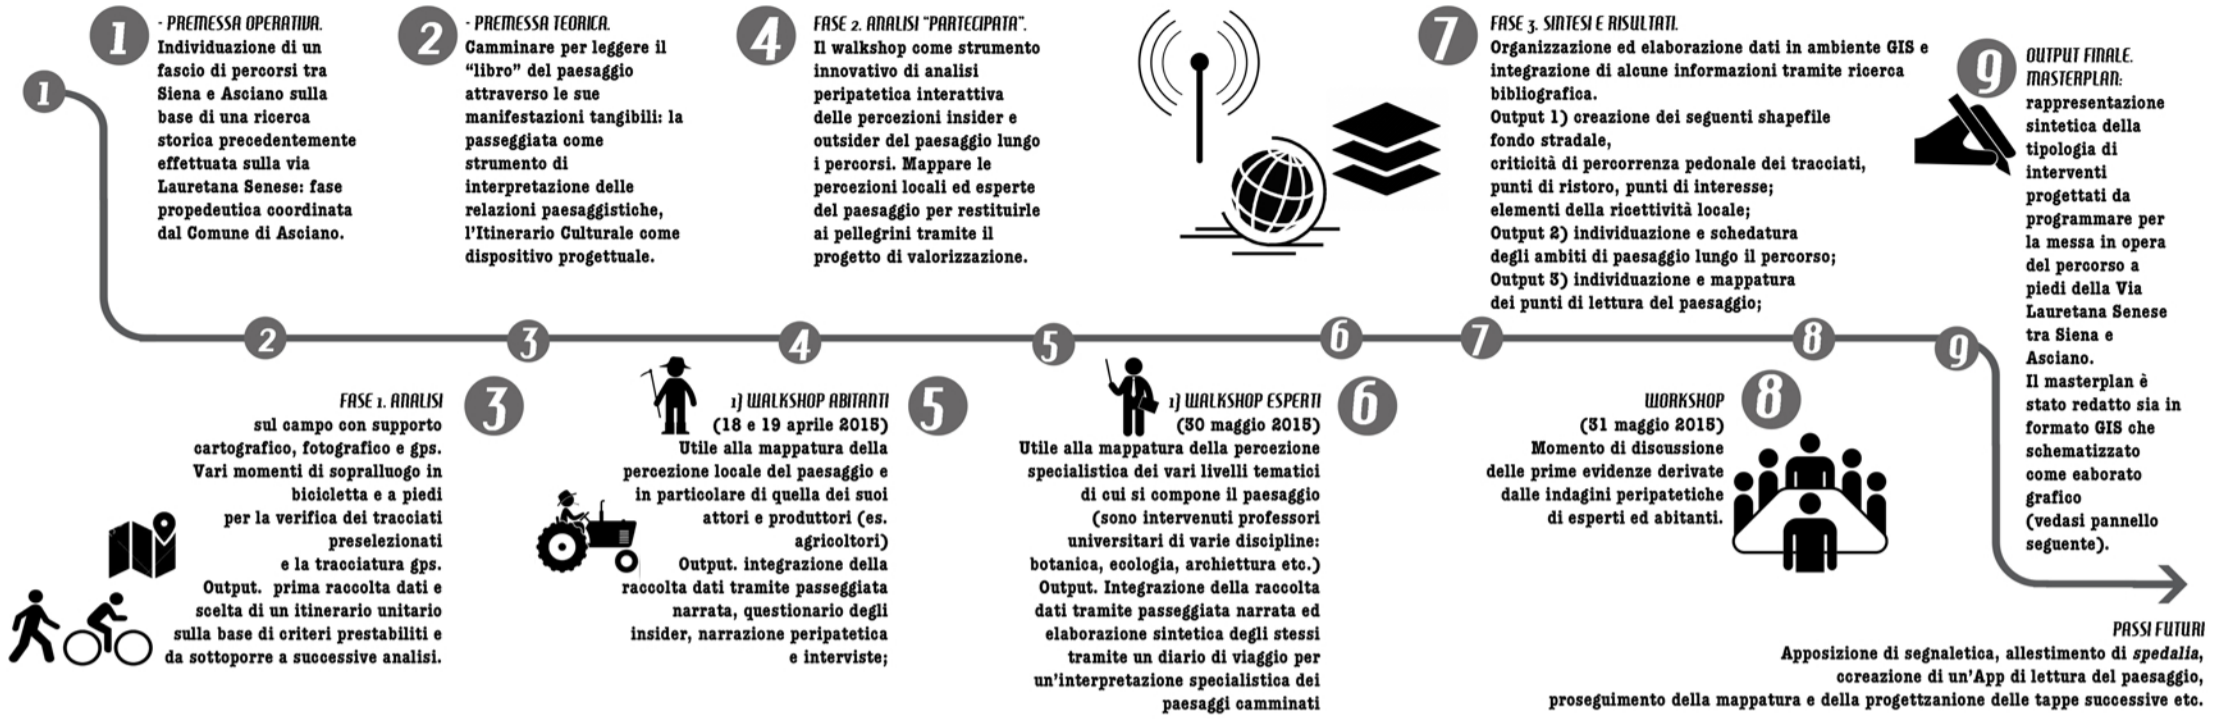 1
1
- PREMESSA OPERATIVA.
Individuazione di un
fascio di percorsi tra
Siena e Asciano sulla
base di una ricerca
storica precedentemente
effettuata sulla via
Lauretana Senese: fase
propedeutica coordinata
dal Comune di Asciano.
2
- PREMESSA TEORICA.
Camminare per leggere il
“libro” del paesaggio
attraverso le sue
manifestazioni tangibili: la
passeggiata come
strumento di
interpretazione delle
relazioni paesaggistiche,
l'Itinerario Culturale come
dispositivo progettuale.
4
FASE 2. ANALISI “PARTECIPATA”.
Il walkshop come strumento
innovativo di analisi
peripatetica interattiva
delle percezioni insider e
outsider del paesaggio lungo
i percorsi. Mappare le
percezioni locali ed esperte
del paesaggio per restituirle
ai pellegrini tramite il
progetto di valorizzazione.
7
FASE 3. SINTESI E RISULTATI.
Organizzazione ed elaborazione dati in ambiente GIS e
integrazione di alcune informazioni tramite ricerca
bibliografica.
Output 1) creazione dei seguenti shapefile
fondo stradale,
criticità di percorrenza pedonale dei tracciati,
punti di ristoro, punti di interesse;
elementi della ricettività locale;
Output 2) individuazione e schedatura
degli ambiti di paesaggio lungo il percorso;
Output 3) individuazione e mappatura
dei punti di lettura del paesaggio;
9
OUTPUT FINALE.
MASTERPLAN:
rappresentazione
sintetica della
tipologia di
interventi
progettati da
programmare per
la messa in opera
del percorso a
piedi della Via
Lauretana Senese
tra Siena e
Asciano.
Il masterplan è
stato redatto sia in
formato GIS che
schematizzato
come eaborato
grafico
(vedasi pannello
seguente).
2
3
4
5
6
7
8
9
FASE 1. ANALISI
sul campo con supporto
cartografico, fotografico e gps.
Vari momenti di sopralluogo in
bicicletta e a piedi
per la verifica dei tracciati
preselezionati
e la tracciatura gps.
Output. prima raccolta dati e
scelta di un itinerario unitario
sulla base di criteri prestabiliti e
da sottoporre a successive analisi.
3
1) WALKSHOP ABITANTI
(18 e 19 aprile 2015)
Utile alla mappatura della
percezione locale del paesaggio e
in particolare di quella dei suoi
attori e produttori (es.
agricoltori)
Output. integrazione della
raccolta dati tramite passeggiata
narrata, questionario degli
insider, narrazione peripatetica
e interviste;
5
1) WALKSHOP ESPERTI
(30 maggio 2015)
Utile alla mappatura della percezione
specialistica dei vari livelli tematici
di cui si compone il paesaggio
(sono intervenuti professori
universitari di varie discipline:
botanica, ecologia, archiettura etc.)
Output. Integrazione della raccolta
dati tramite passeggiata narrata ed
elaborazione sintetica degli stessi
tramite un diario di viaggio per
un'interpretazione specialistica dei
paesaggi camminati
6
WORKSHOP
(31 maggio 2015)
Momento di discussione
delle prime evidenze derivate
dalle indagini peripatetiche
di esperti ed abitanti.
8
PASSI FUTURI
Apposizione di segnaletica, allestimento di spedalia,
ccreazione di un'App di lettura del paesaggio,
proseguimento della mappatura e della progettzanione delle tappe successive etc.